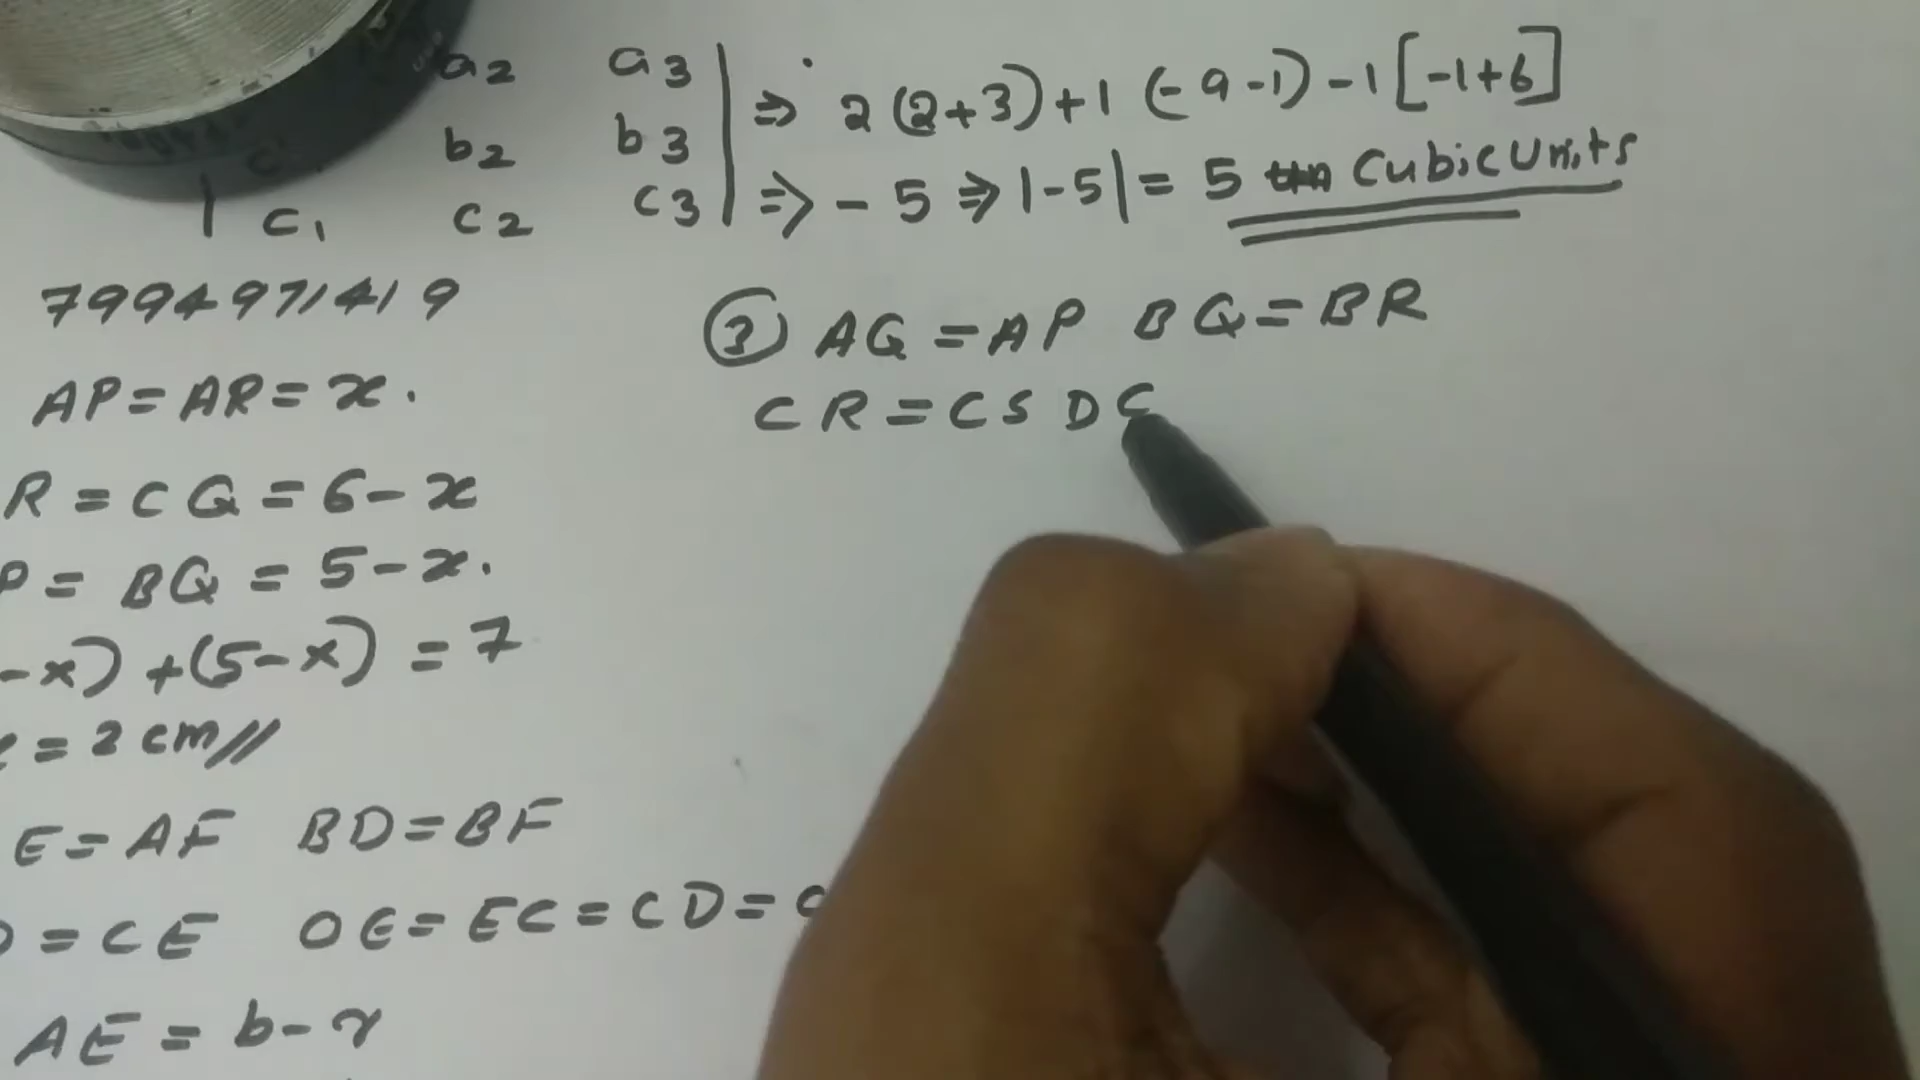 a2 a3 | ⇒ 2 (2+3) +1 (-9-1) -1 [-1+6]
b2 b3
⇒ -5 ⇒ |-5| = 5 Cubic Units
| c1 c2 c3 |
7994971419
③ AQ = AP BQ = BR
AP = AR = x.
CR = CS D
R = CQ = 6-x
P = BQ = 5-x.
-x) + (5-x) = 7
= 2 cm//
E = AF BD = BF
= CE OE = EC = CD =
AE = b-r